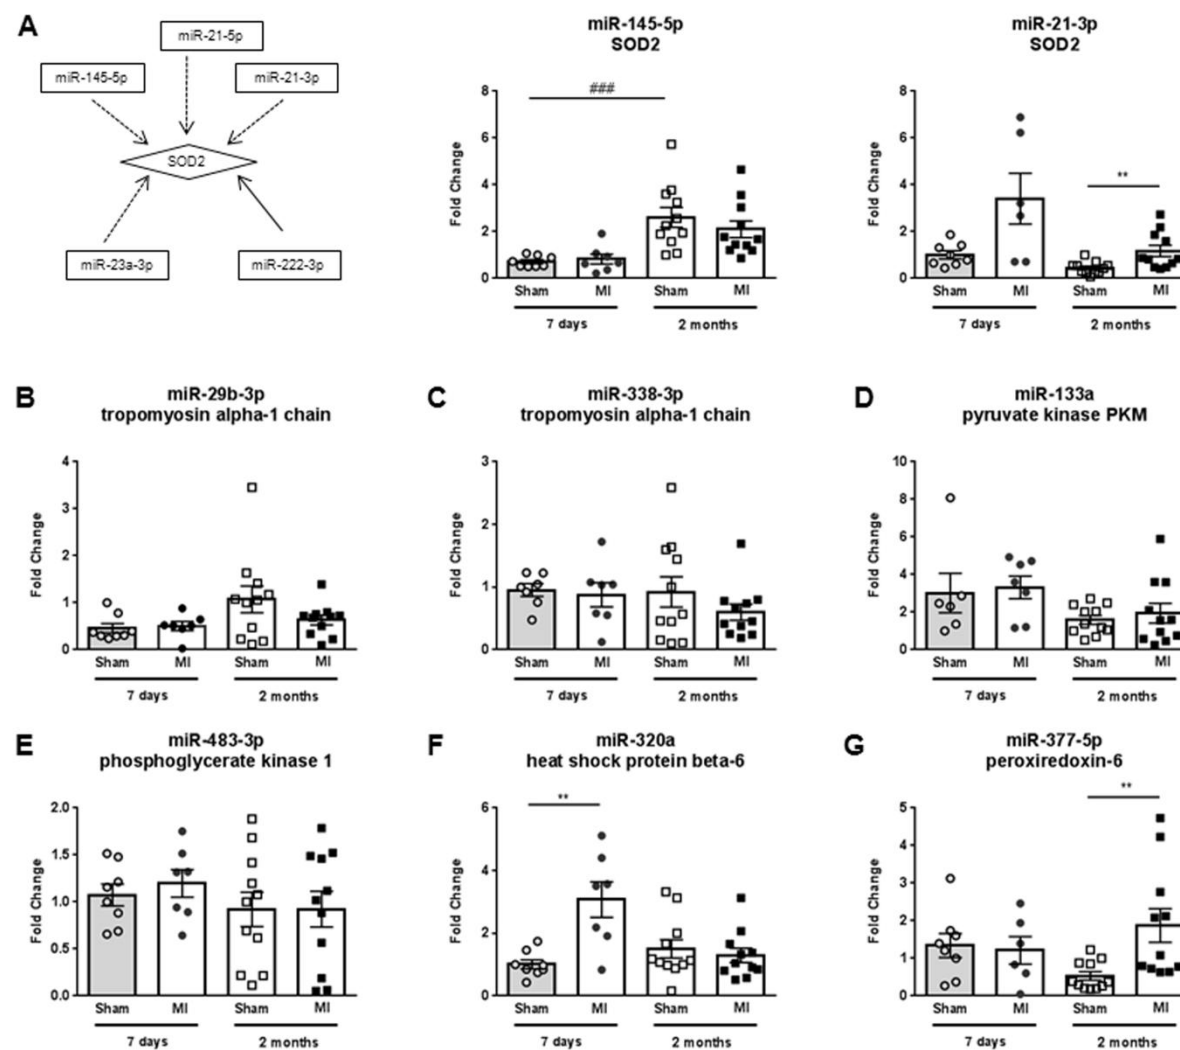 A
miR-21-5p
miR-145-5p
miR-21-3p
SOD2
miR-23a-3p
miR-222-3p
miR-145-5p
SOD2
Fold Change
8
6
4
2
0
###
Sham
MI
Sham
MI
7 days
2 months
miR-21-3p
SOD2
Fold Change
8
6
4
2
0
**
Sham
MI
Sham
MI
7 days
2 months
B
miR-29b-3p
tropomyosin alpha-1 chain
Fold Change
4
3
2
1
0
Sham
MI
Sham
MI
7 days
2 months
C
miR-338-3p
tropomyosin alpha-1 chain
Fold Change
3
2
1
0
Sham
MI
Sham
MI
7 days
2 months
D
miR-133a
pyruvate kinase PKM
Fold Change
10
8
6
4
2
0
Sham
MI
Sham
MI
7 days
2 months
E
miR-483-3p
phosphoglycerate kinase 1
Fold Change
2.0
1.5
1.0
0.5
0.0
Sham
MI
Sham
MI
7 days
2 months
F
miR-320a
heat shock protein beta-6
Fold Change
6
4
2
0
**
Sham
MI
Sham
MI
7 days
2 months
G
miR-377-5p
peroxiredoxin-6
Fold Change
5
4
3
2
1
0
**
Sham
MI
Sham
MI
7 days
2 months